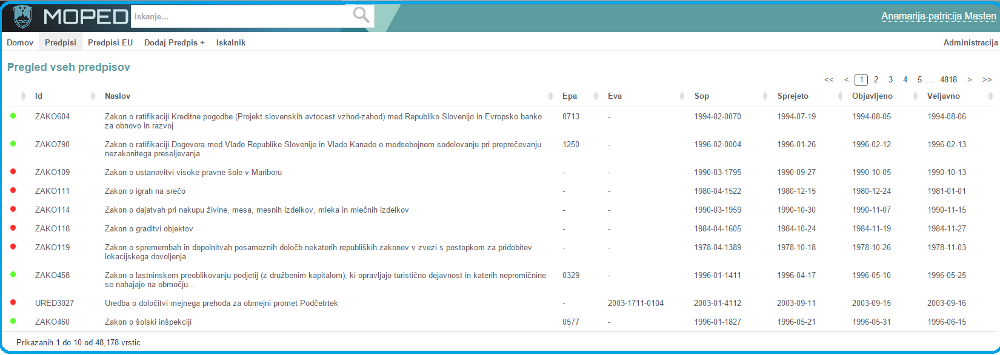 MOPED Iskanje... Anamarija-patricija Masten
Domov Predpisi Predpisi EU Dodaj Predpis + Iskalnik Administracija
Pregled vseh predpisov
<< < 1 2 3 4 5 ... 4818 > >>
Id Naslov Epa Eva Sop Sprejeto Objavljeno Veljavno
ZAKO604 Zakon o ratifikaciji Kreditne pogodbe (Projekt slovenskih avtocest vzhod-zahod) med Republiko Slovenijo in Evropsko banko 0713 - 1994-02-0070 1994-07-19 1994-08-05 1994-08-06
za obnovo in razvoj
ZAKO790 Zakon o ratifikaciji Dogovora med Vlado Republike Slovenije in Vlado Kanade o medsebojnem sodelovanju pri preprečevanju 1250 - 1996-02-0004 1996-01-26 1996-02-12 1996-02-13
nezakonitega preseljevanja
ZAKO109 Zakon o ustanovitvi visoke pravne šole v Mariboru - - 1990-03-1795 1990-09-27 1990-10-05 1990-10-13
ZAKO111 Zakon o igrah na srečo - - 1980-04-1522 1980-12-15 1980-12-24 1981-01-01
ZAKO114 Zakon o dajatvah pri nakupu živine, mesa, mesnih izdelkov, mleka in mlečnih izdelkov - - 1990-03-1959 1990-10-30 1990-11-07 1990-11-15
ZAKO118 Zakon o graditvi objektov - - 1984-04-1605 1984-10-24 1984-11-19 1984-11-27
ZAKO119 Zakon o spremembah in dopolnitvah posameznih določb nekaterih republiških zakonov v zvezi s postopkom za pridobitev - - 1978-04-1389 1978-10-18 1978-10-26 1978-11-03
lokacijskega dovoljenja
ZAKO458 Zakon o lastninskem preoblikovanju podjetij (z družbenim kapitalom), ki opravljajo turistično dejavnost in katerih nepremičnine 0329 - 1996-01-1411 1996-04-17 1996-05-10 1996-05-25
se nahajajo na območju...
URED3027 Uredba o določitvi mejnega prehoda za obmejni promet Podčetrtek - 2003-1711-0104 2003-01-4112 2003-09-11 2003-09-15 2003-09-16
ZAKO460 Zakon o šolski inšpekciji 0577 - 1996-01-1827 1996-05-21 1996-05-31 1996-06-15
Prikazanih 1 do 10 od 48,178 vrstic